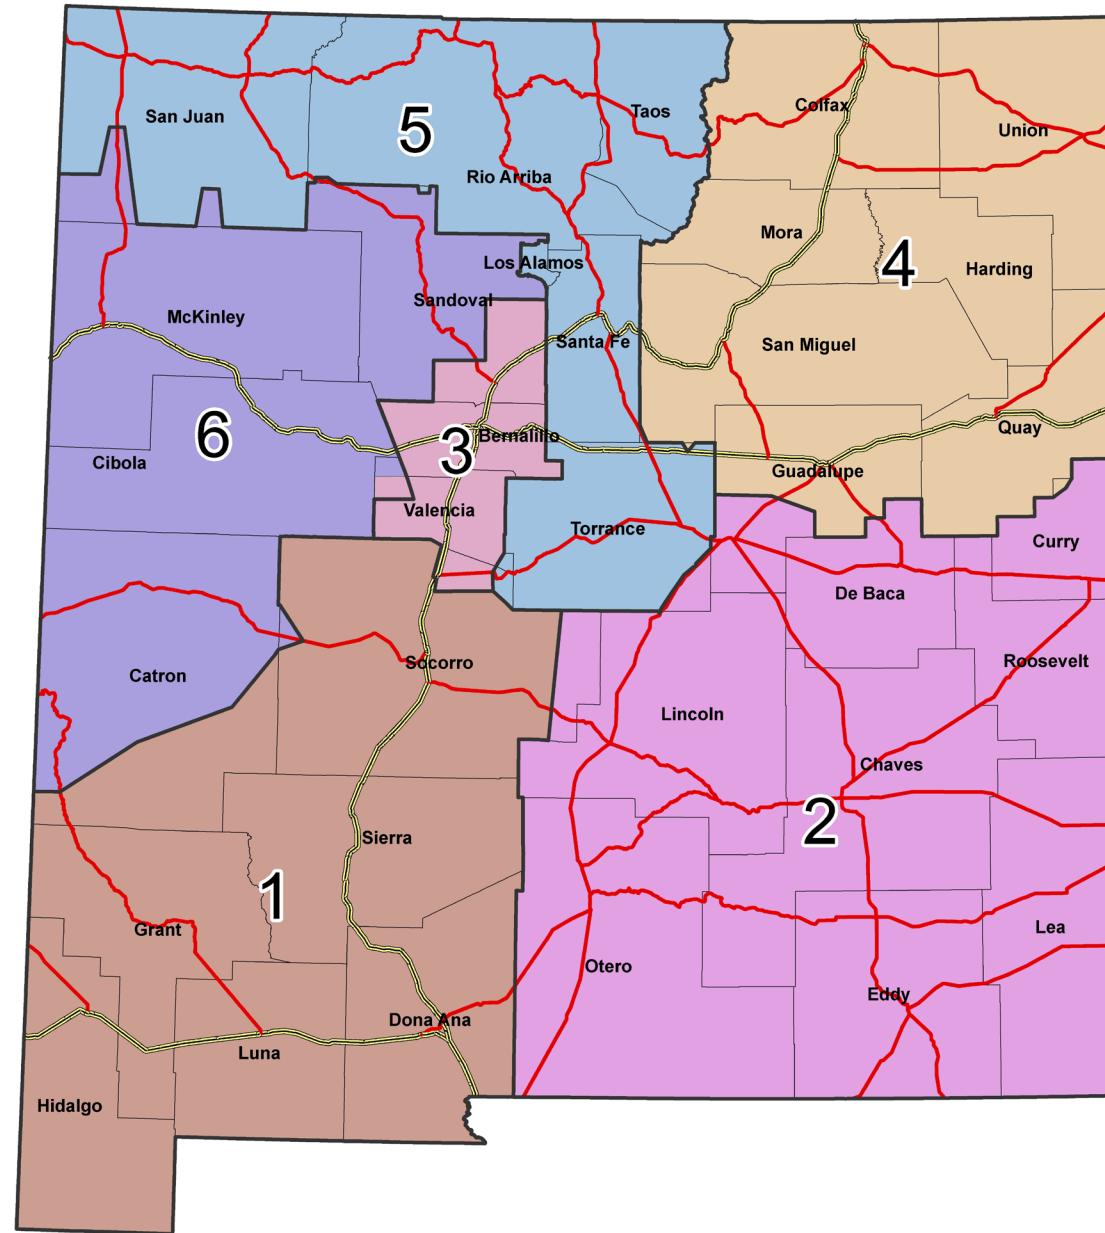 Colfax
Taos
San Juan
5
Union
Rio Arriba
Mora
4
Los Alamos
Harding
Sandoval
McKinley
Santa Fe
San Miguel
Quay
6
3
Bernalillo
Cibola
Guadalupe
Valencia
Torrance
Curry
De Baca
Socorro
Roosevelt
Catron
Lincoln
Chaves
2
Sierra
1
Grant
Lea
Otero
Eddy
Dona Ana
Luna
Hidalgo